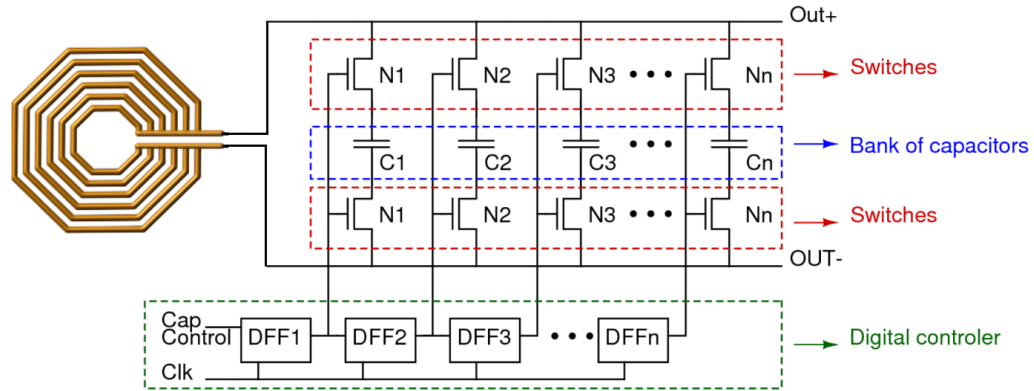 Out+
N1 N2 N3 ••• Nn Switches
C1 C2 C3 ••• Cn Bank of capacitors
N1 N2 N3 ••• Nn Switches
OUT-
Cap
Control DFF1 DFF2 DFF3 ••• DFFn Digital controler
Clk